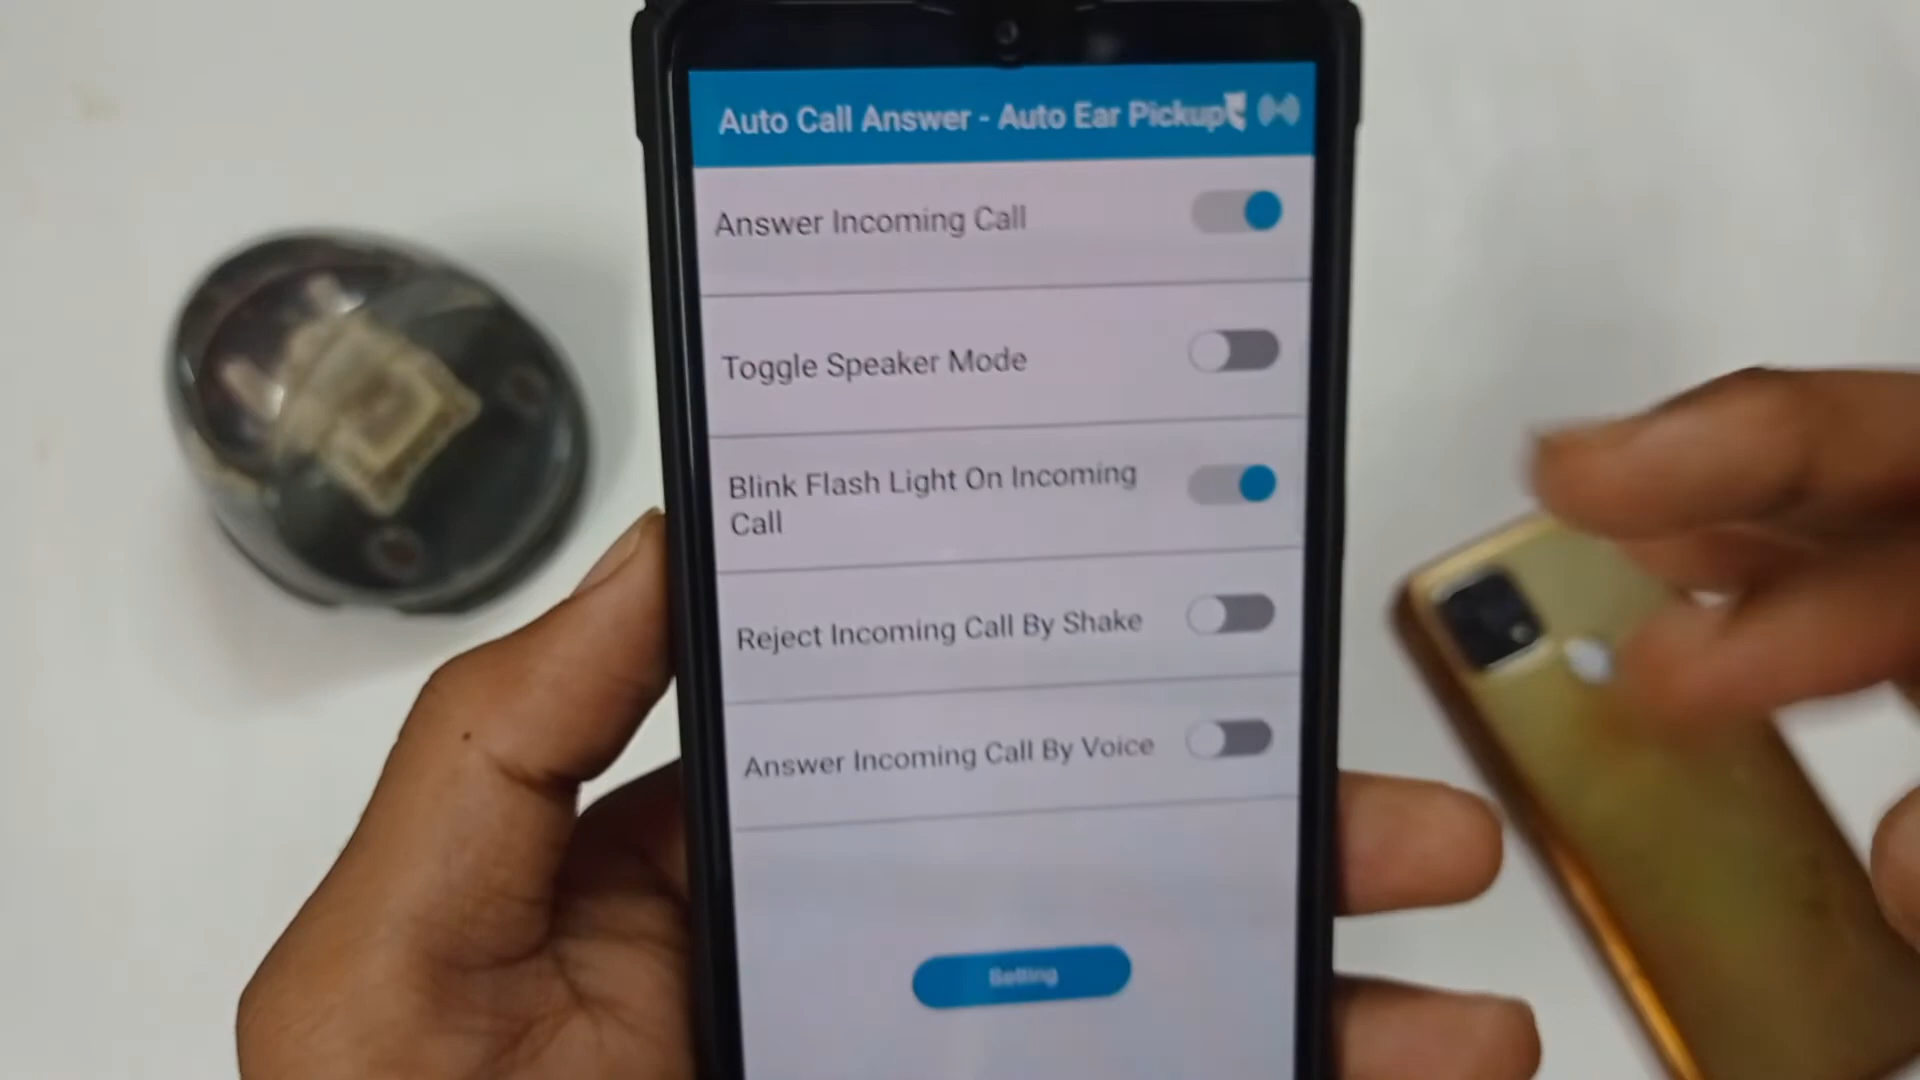 Auto Call Answer - Auto Ear Pickup
Answer Incoming Call
Toggle Speaker Mode
Blink Flash Light On Incoming
Call
Reject Incoming Call By Shake
Answer Incoming Call By Voice
Setting